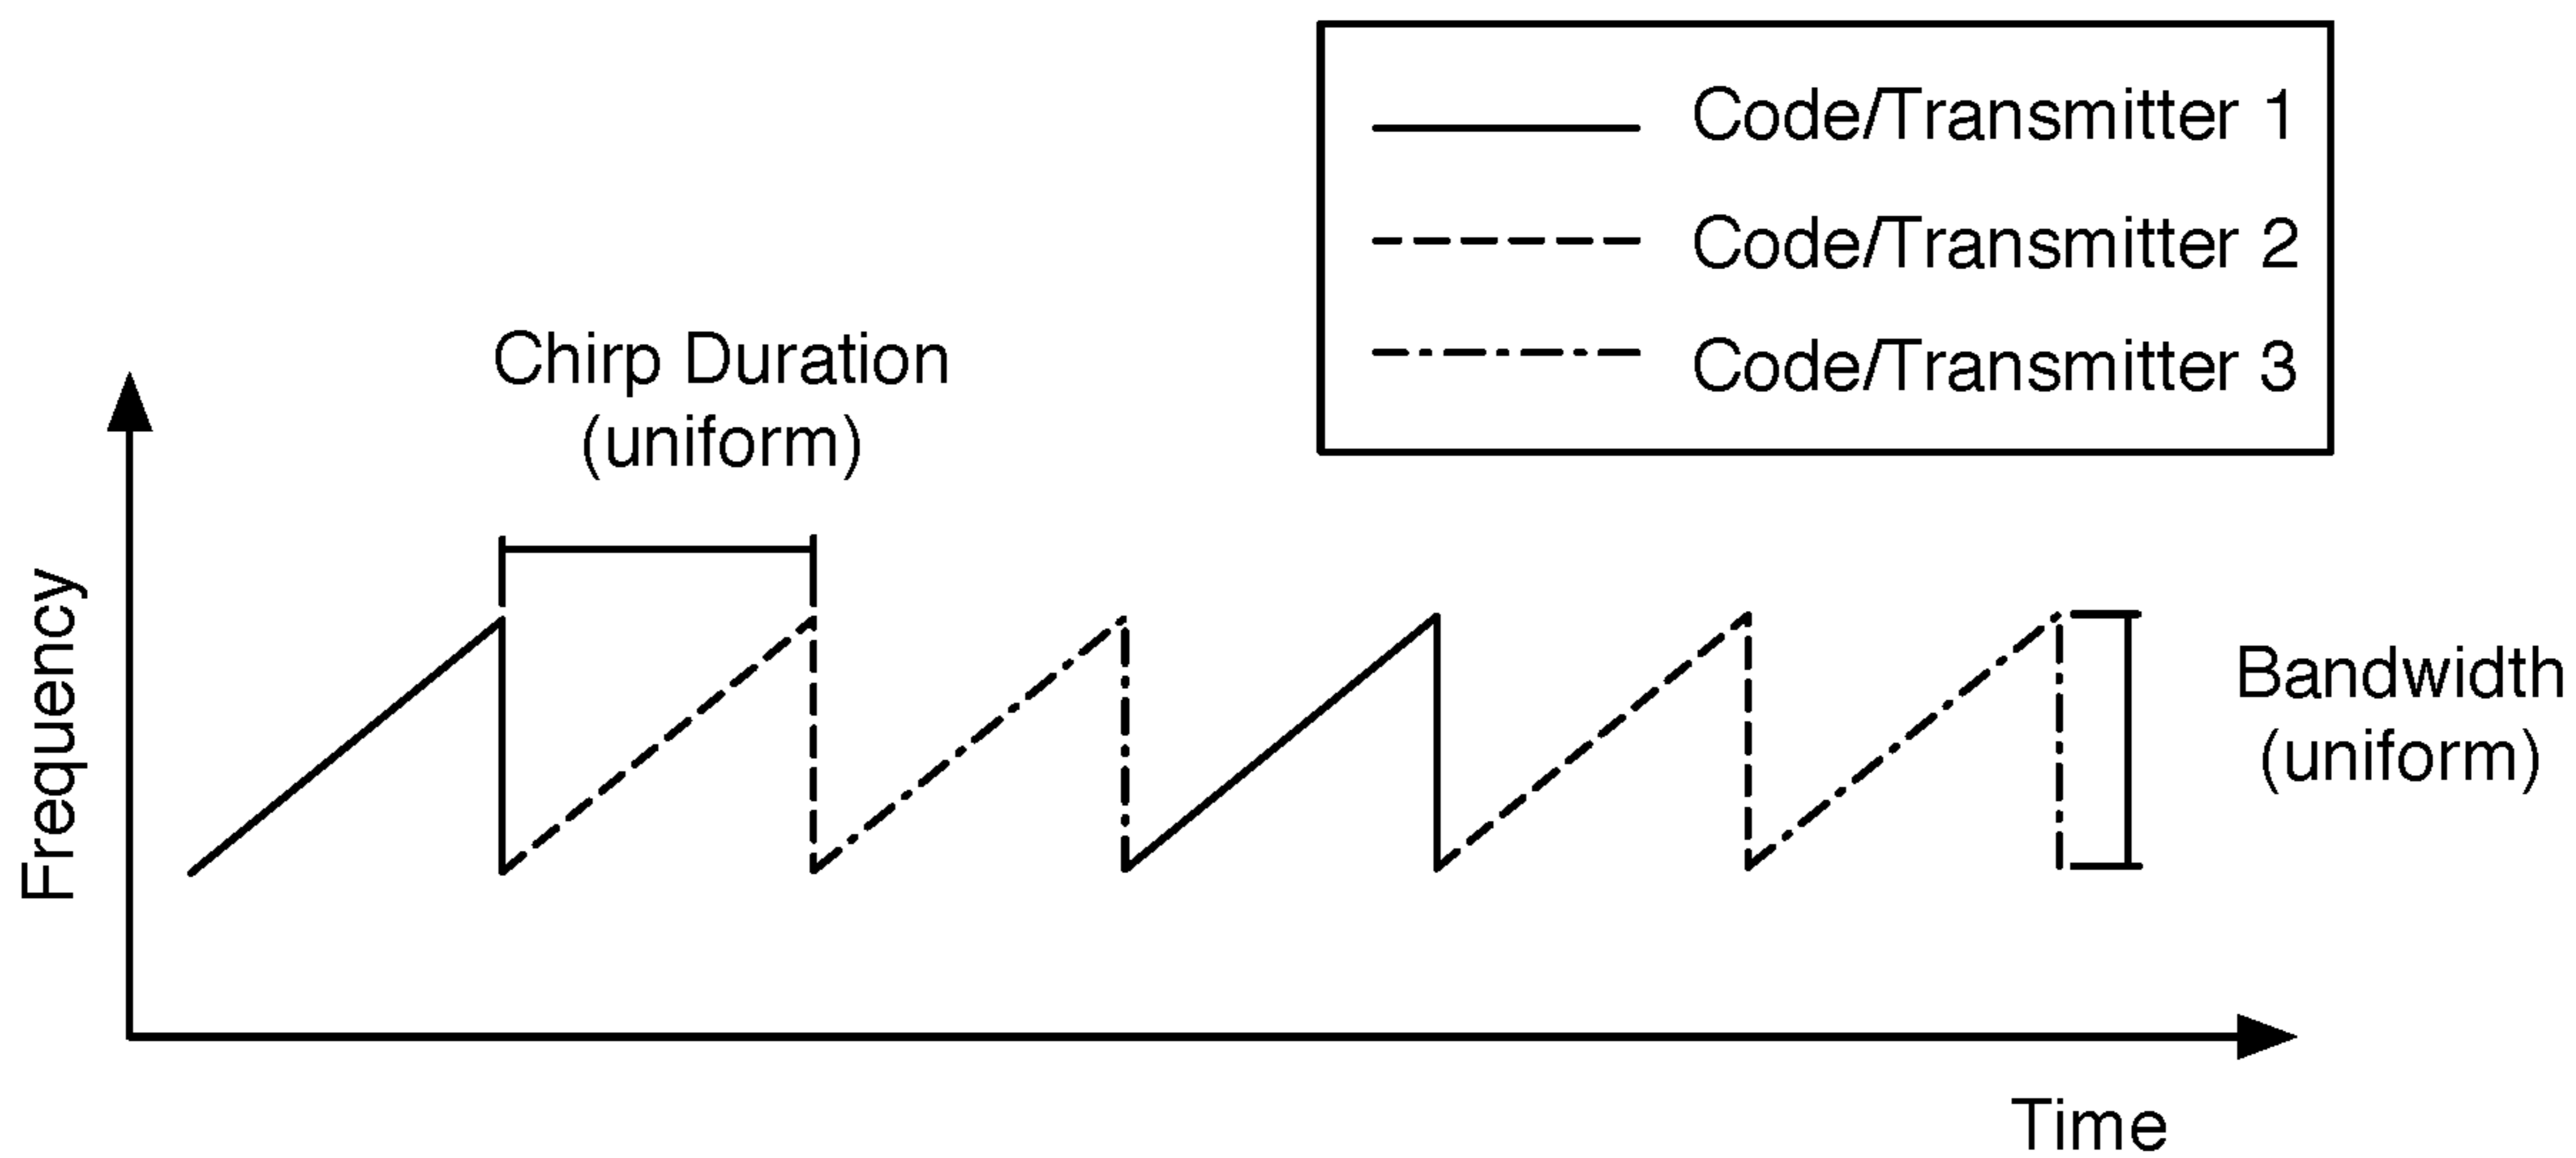 Code/Transmitter 1
Code/Transmitter 2
Code/Transmitter 3
Chirp Duration
(uniform)
Frequency
Bandwidth
(uniform)
Time